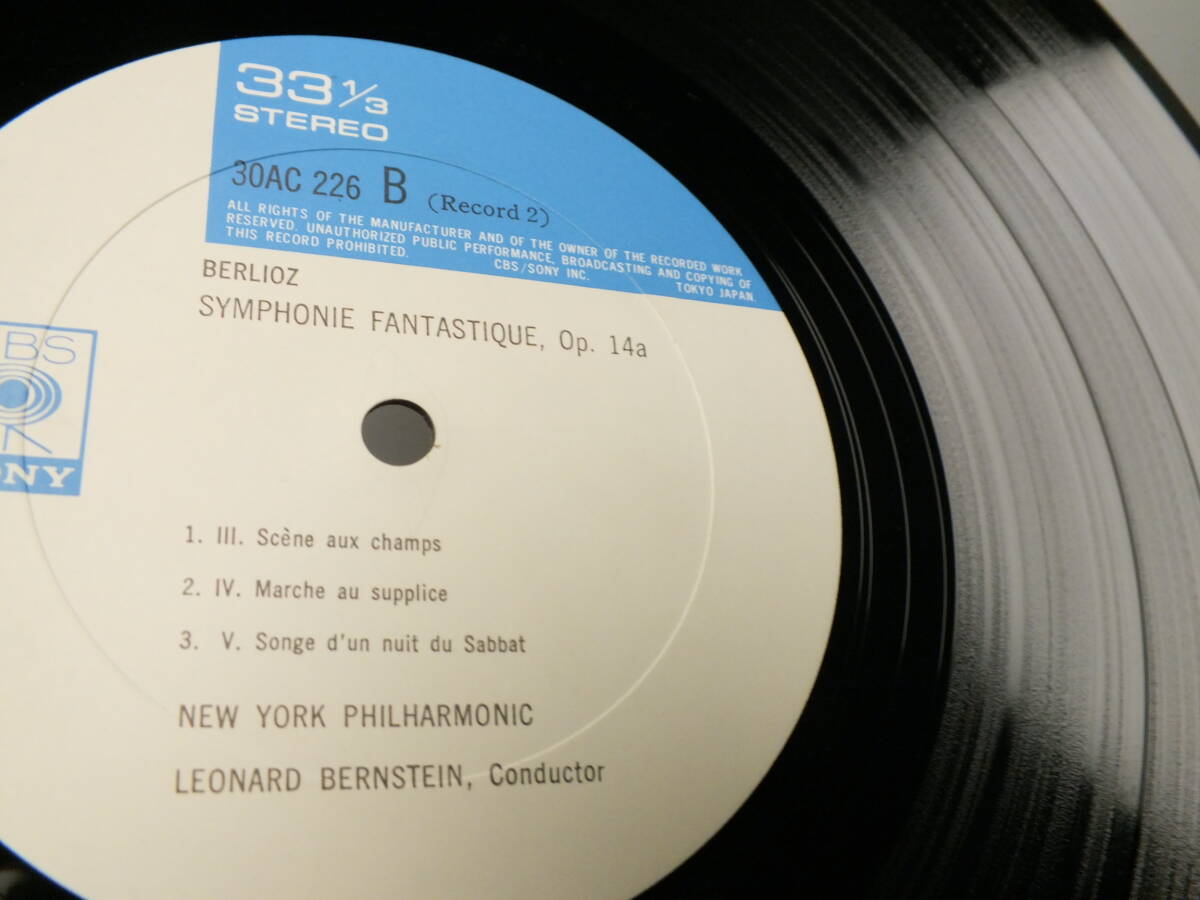 33 1/3
STEREO
30AC 226 B (Record 2)
ALL RIGHTS OF THE MANUFACTURER AND OF THE OWNER OF THE RECORDED WORK
RESERVED. UNAUTHORIZED PUBLIC PERFORMANCE, BROADCASTING AND COPYING OF
THIS RECORD PROHIBITED. CBS/SONY INC. TOKYO JAPAN.
BERLIOZ
SYMPHONIE FANTASTIQUE, Op. 14a
BS
NY
1. III. Scène aux champs
2. IV. Marche au supplice
3. V. Songe d'un nuit du Sabbat
NEW YORK PHILHARMONIC
LEONARD BERNSTEIN, Conductor